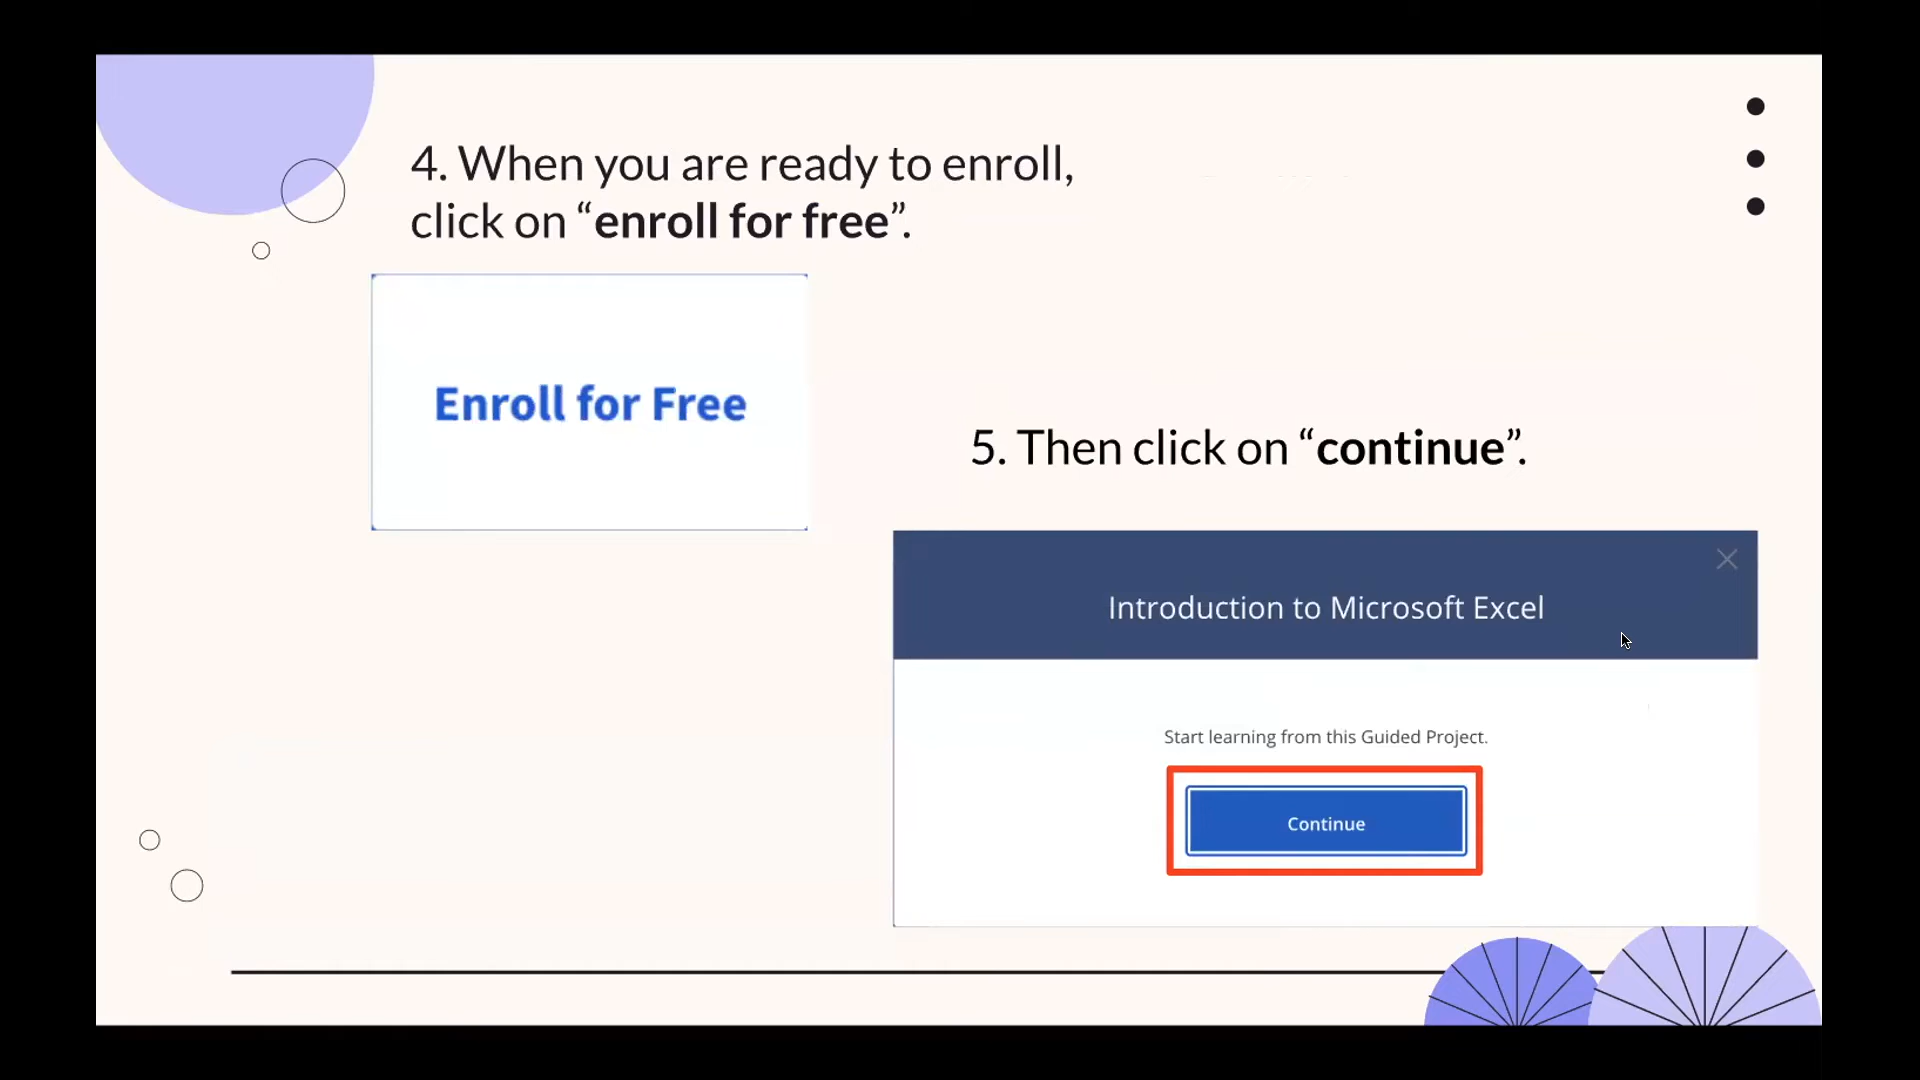 4. When you are ready to enroll,
click on “enroll for free”.
Enroll for Free
5. Then click on “continue”.
Introduction to Microsoft Excel
Start learning from this Guided Project.
Continue